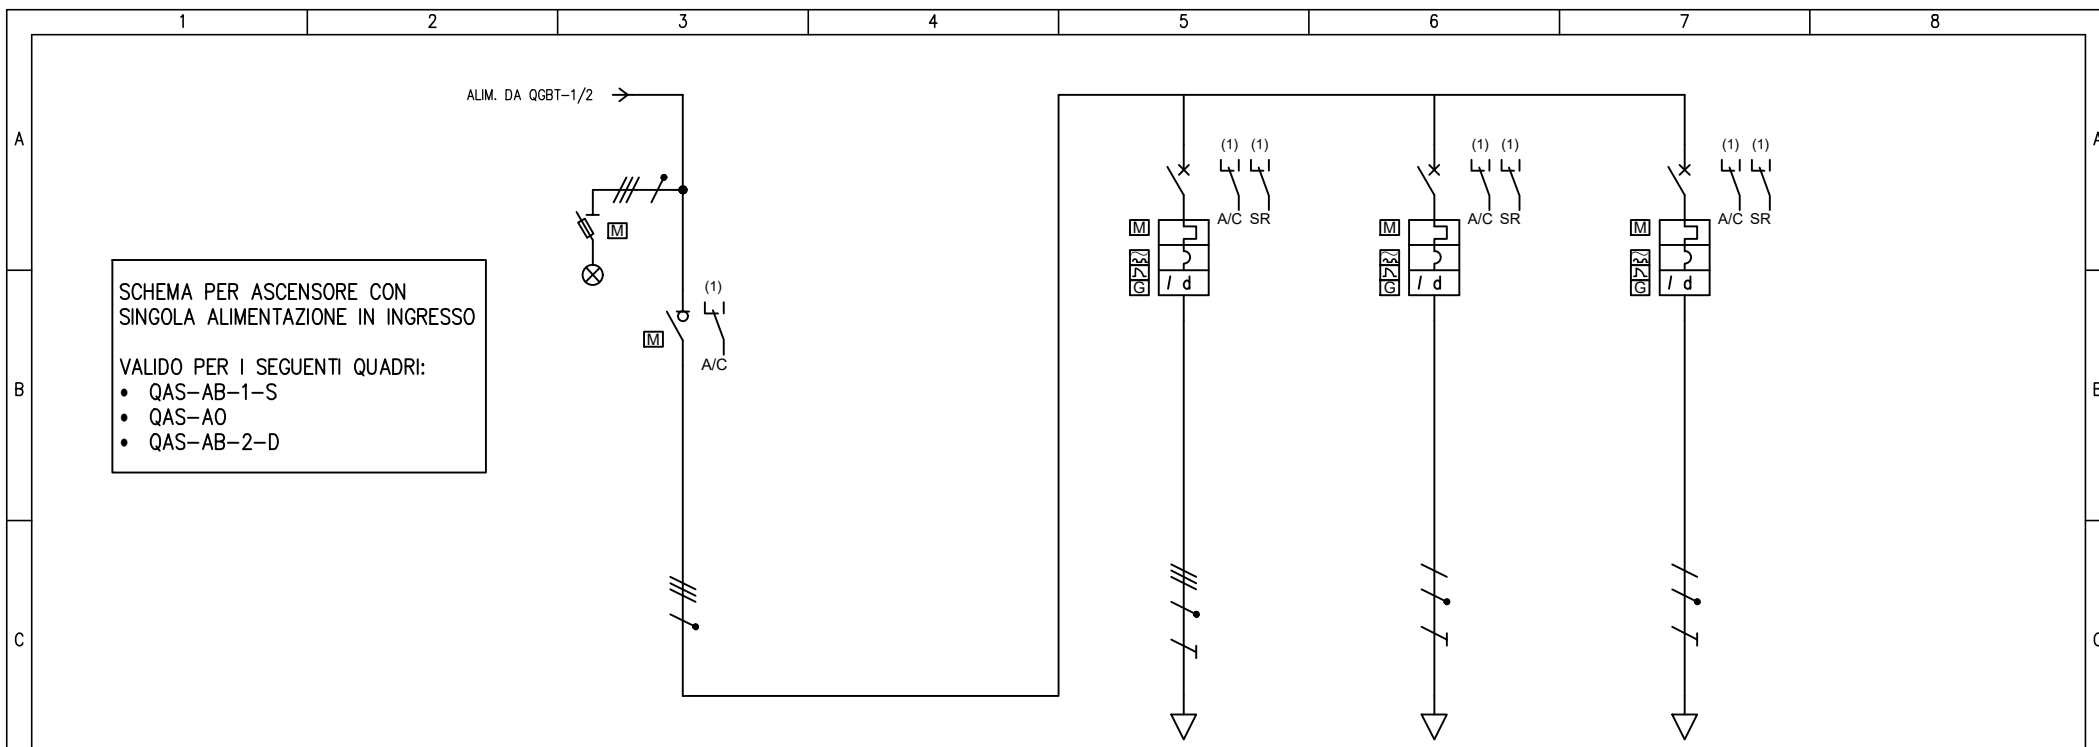 1 2 3 4 5 6 7 8
ALIM. DA QGBT-1/2
A A
(1) (1) (1) (1) (1) (1)
A/C SR A/C SR A/C SR
M M M M
SCHEMA PER ASCENSORE CON
SINGOLA ALIMENTAZIONE IN INGRESSO
VALIDO PER I SEGUENTI QUADRI:
• QAS-AB-1-S
• QAS-AO
• QAS-AB-2-D
G I d G I d G I d
(1)
M
A/C
B B
C C